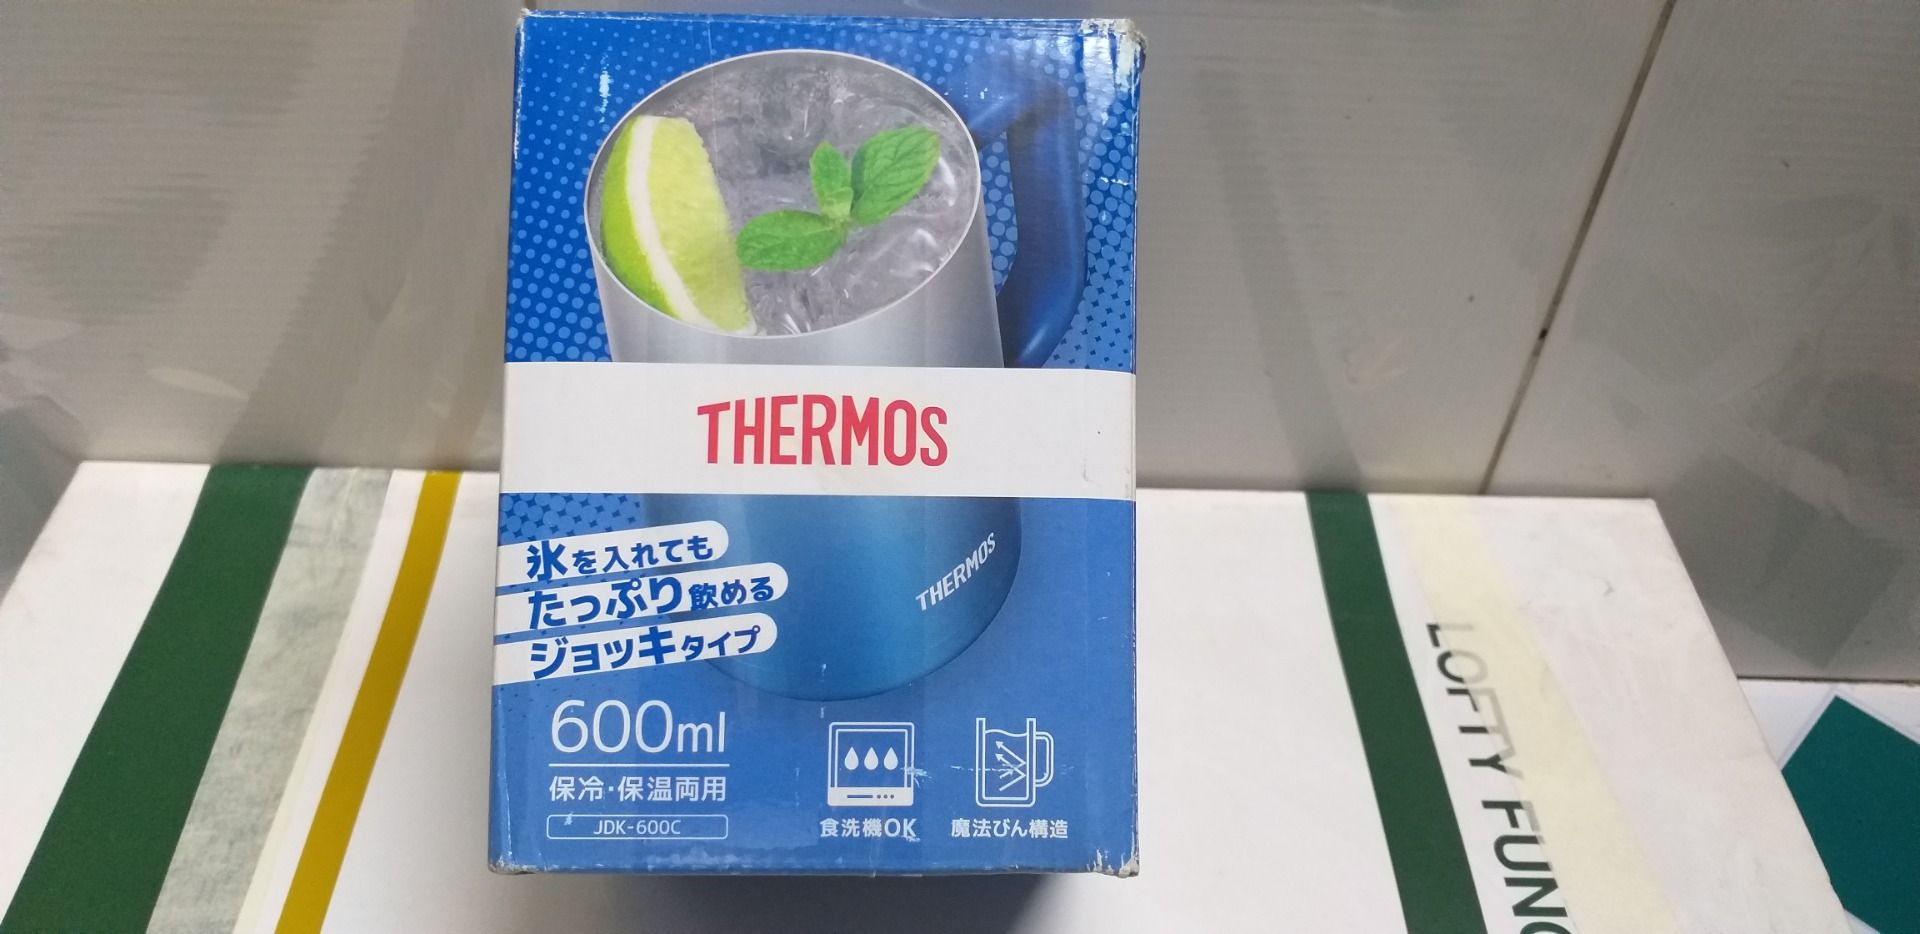 THERMOS
THERMOS
氷を入れても
たっぷり飲める
ジョッキタイプ
600ml
保冷・保温両用
JDK-600C
食洗機OK
魔法びん構造
LOFTY FUNC